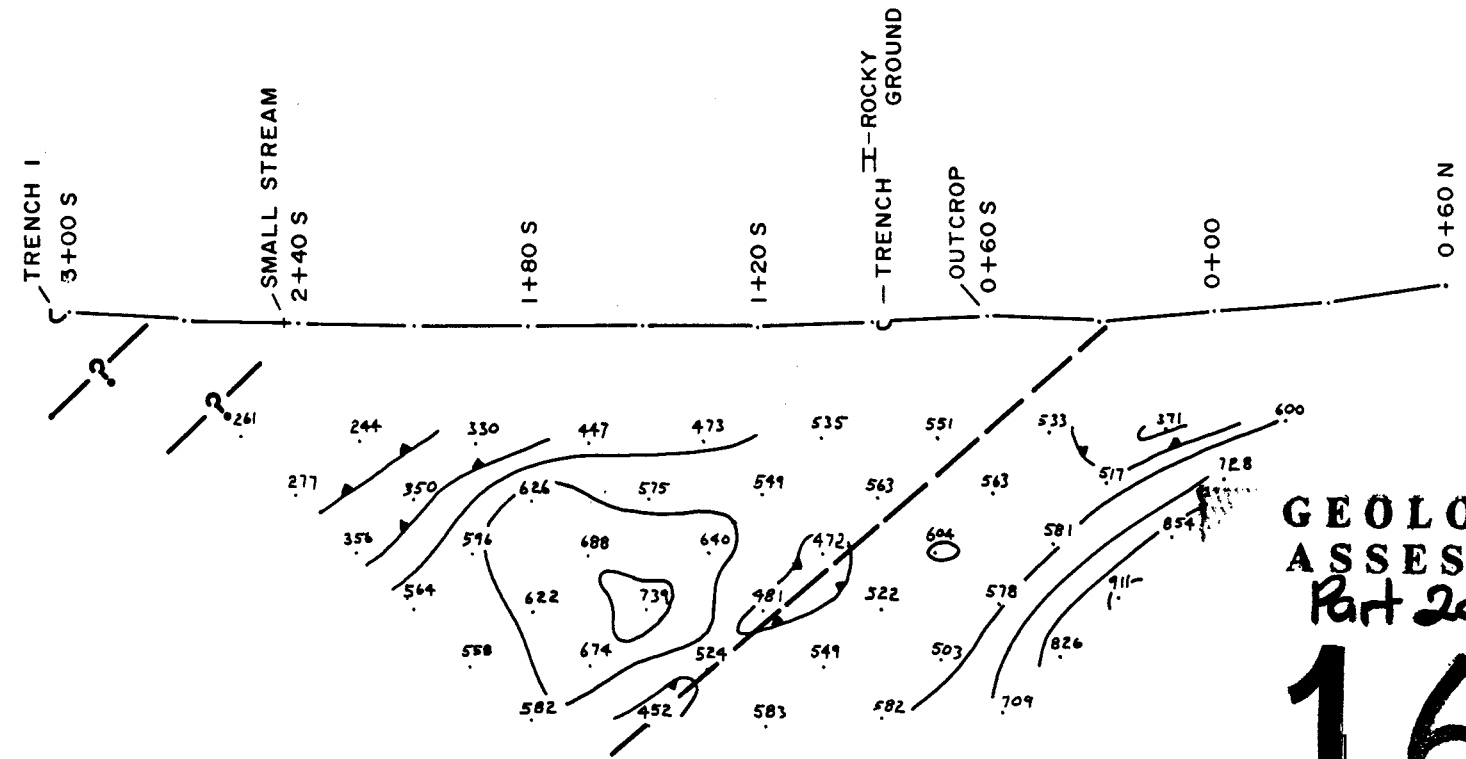 TRENCH I
3+00 S
SMALL STREAM
2+40 S
1+80 S
1+20 S
TRENCH II-ROCKY
GROUND
OUTCROP
0+60 S
0+00
0+60 N
?
?
261 244 330 447 473 535 551 533 371 600
277 350 626 575 549 563 563 517 728
356 596 688 640 472 604 581 854
564 622 739 481 522 578 911
558 674 524 549 503 826
582 452 583 582 709
GEOLO
ASSES
Part 2
16